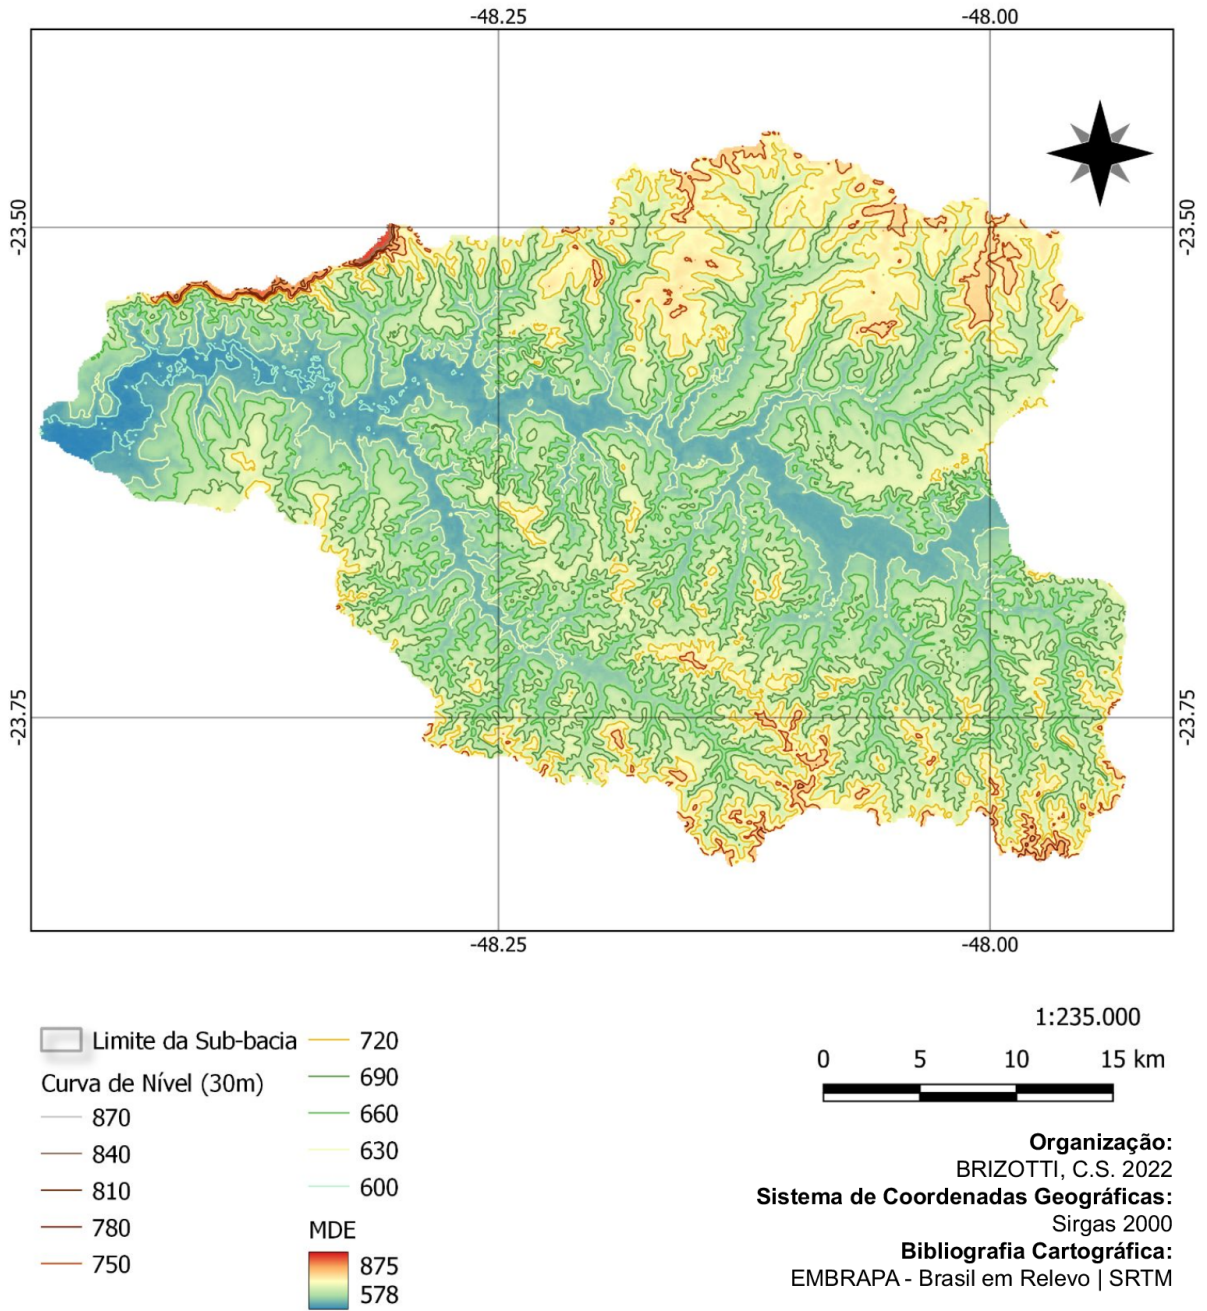 -48.25
-48.00
-23.50
-23.50
-23.75
-23.75
-48.25
-48.00
Limite da Sub-bacia
Curva de Nível (30m)
870
840
810
780
750
720
690
660
630
600
MDE
875
578
1:235.000
0 5 10 15 km
Organização:
BRIZOTTI, C.S. 2022
Sistema de Coordenadas Geográficas:
Sirgas 2000
Bibliografia Cartográfica:
EMBRAPA - Brasil em Relevo | SRTM